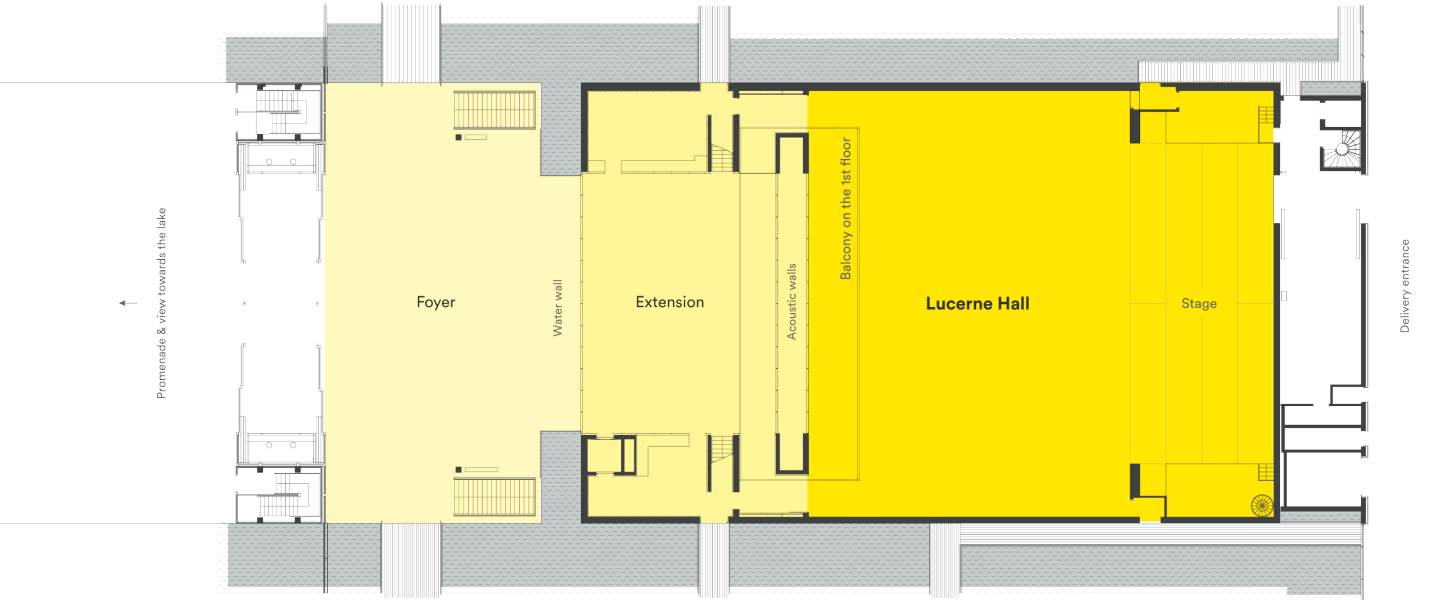 Promenade & view towards the lake
Foyer
Water wall
Extension
Acoustic walls
Balcony on the 1st floor
Lucerne Hall
Stage
Delivery entrance